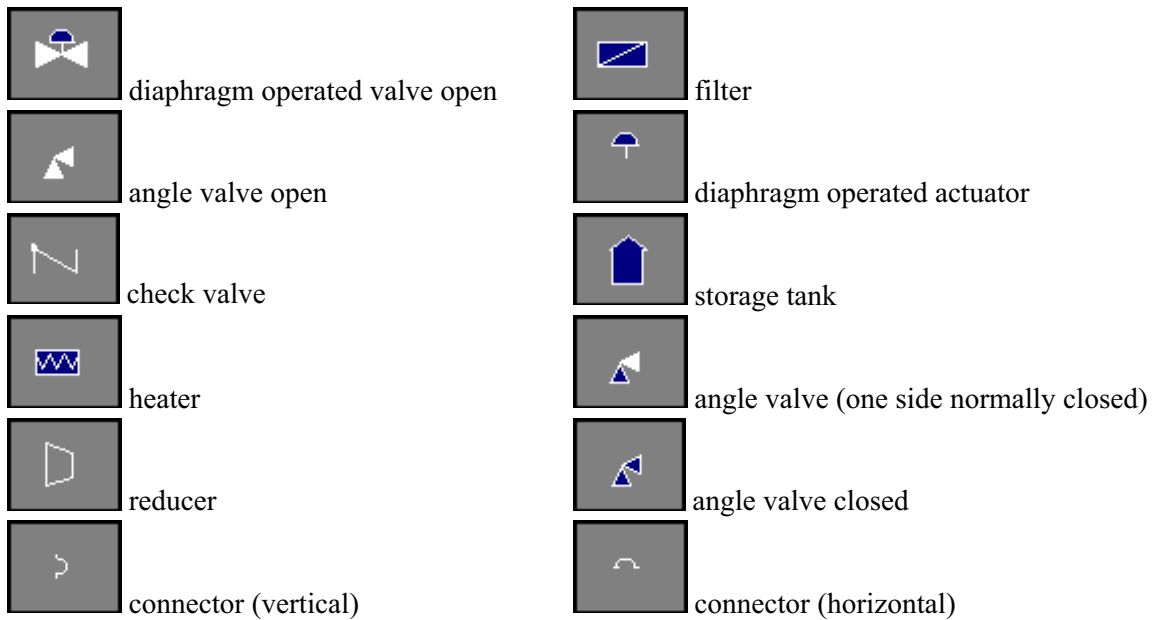 diaphragm operated valve open
filter
angle valve open
diaphragm operated actuator
check valve
storage tank
heater
angle valve (one side normally closed)
reducer
angle valve closed
connector (vertical)
connector (horizontal)